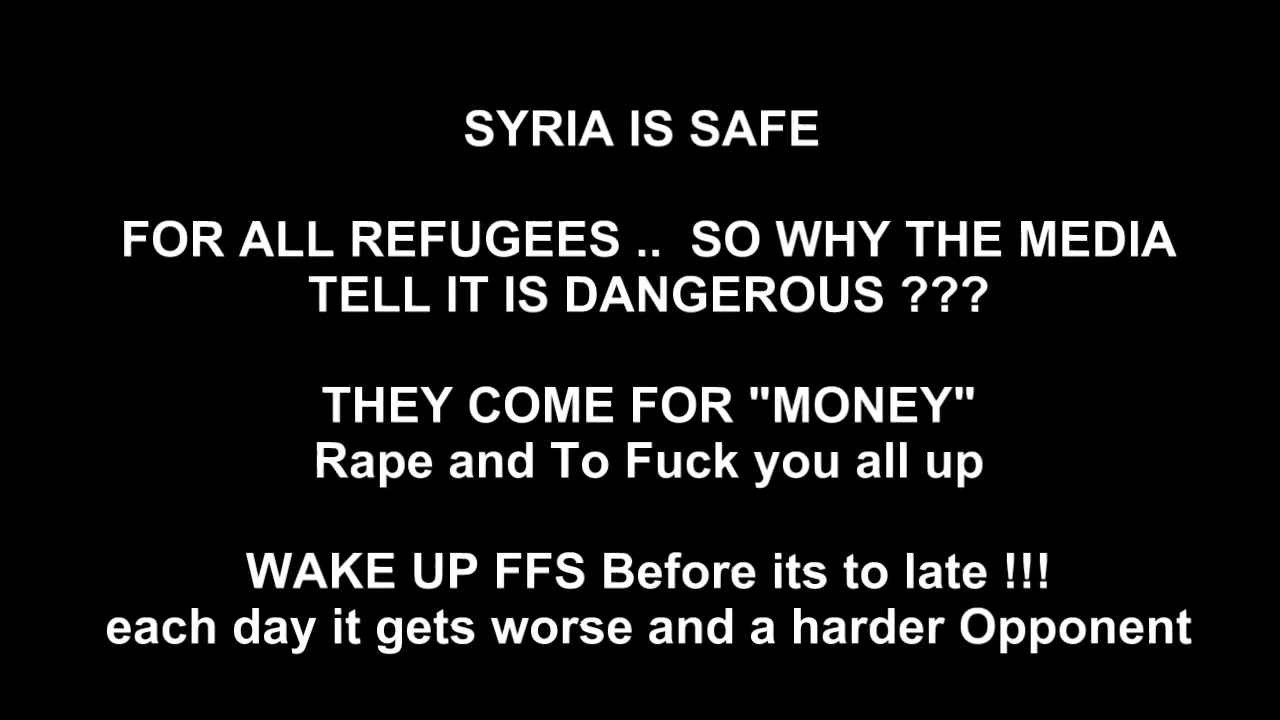 SYRIA IS SAFE
FOR ALL REFUGEES .. SO WHY THE MEDIA
TELL IT IS DANGEROUS ???
THEY COME FOR "MONEY"
Rape and To Fuck you all up
WAKE UP FFS Before its to late !!!
each day it gets worse and a harder Opponent